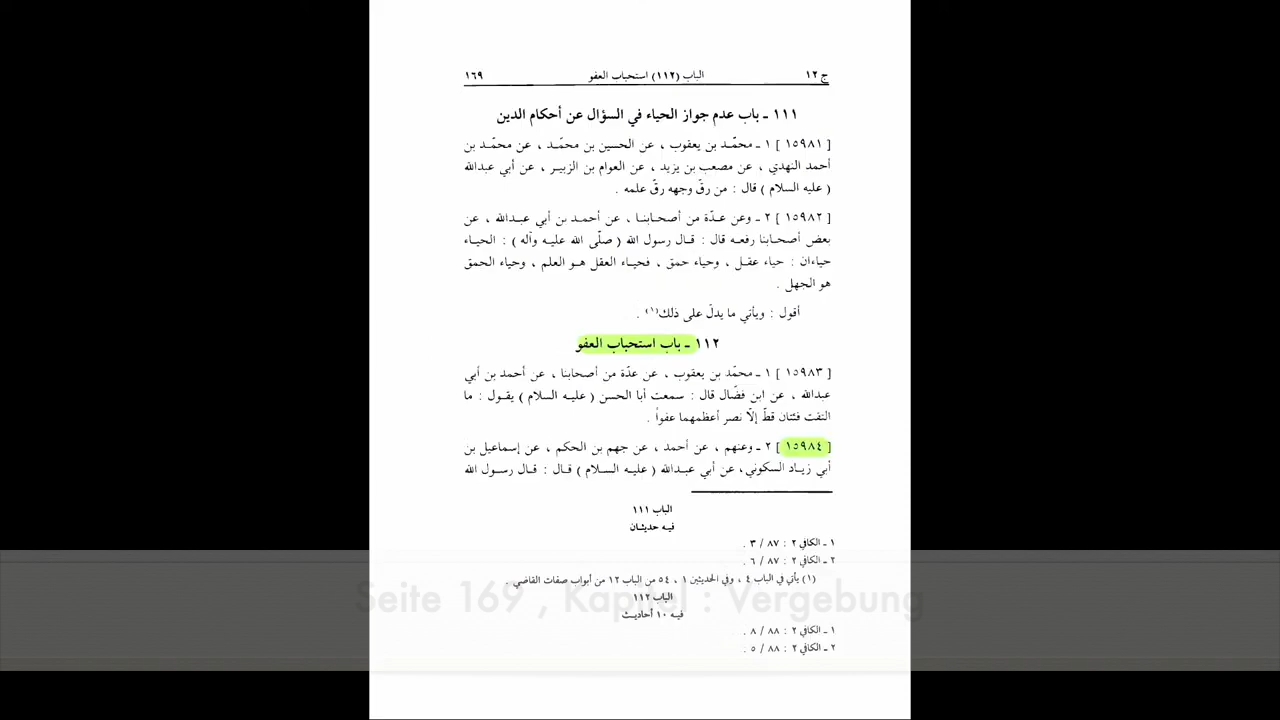 ج ١٢ الباب (١١٢) استحباب العفو ١٦٩
١١١ ـ باب عدم جواز الحياء في السؤال عن أحكام الدين
[ ١٥٩٨١ ] ١ ـ محمّد بن يعقوب ، عن الحسين بن محمّد ، عن محمّد بن
أحمد النهدي ، عن مصعب بن يزيد ، عن العوام بن الزبير ، عن أبي عبدالله
( عليه السلام ) قال : من رقّ وجهه رقّ علمه .
[ ١٥٩٨٢ ] ٢ ـ وعن عدّة من أصحابنا ، عن أحمد بن أبي عبدالله ، عن
بعض أصحابنا رفعه قال : قال رسول الله ( صلّى الله عليه وآله ) : الحياء
حياءان : حياء عقل ، وحياء حمق ، فحياء العقل هو العلم ، وحياء الحمق
هو الجهل .
أقول : ويأتي ما يدلّ على ذلك(١) .
١١٢ ـ باب استحباب العفو
[ ١٥٩٨٣ ] ١ ـ محمّد بن يعقوب ، عن عدّة من أصحابنا ، عن أحمد بن أبي
عبدالله ، عن ابن فضّال قال : سمعت أبا الحسن ( عليه السلام ) يقول : ما
التقت فئتان قطّ إلّا نصر أعظمهما عفواً .
[ ١٥٩٨٤ ] ٢ ـ وعنهم ، عن أحمد ، عن جهم بن الحكم ، عن إسماعيل بن
أبي زياد السكوني، عن أبي عبدالله ( عليه السلام ) قال : قال رسول الله
الباب ١١١
فيه حديثان
١ ـ الكافي ٢ : ٨٧ / ٣ .
٢ ـ الكافي ٢ : ٨٧ / ٦ .
(١) يأتي في الباب ٤ ، وفي الحديثين ١ ، ٥٤ من الباب ١٢ من أبواب صفات القاضي .
Seite 169 , Kapitel : Vergebung
الباب ١١٢
فيه ١٠ أحاديث
١ ـ الكافي ٢ : ٨٨ / ٨ .
٢ ـ الكافي ٢ : ٨٨ / ٥ .